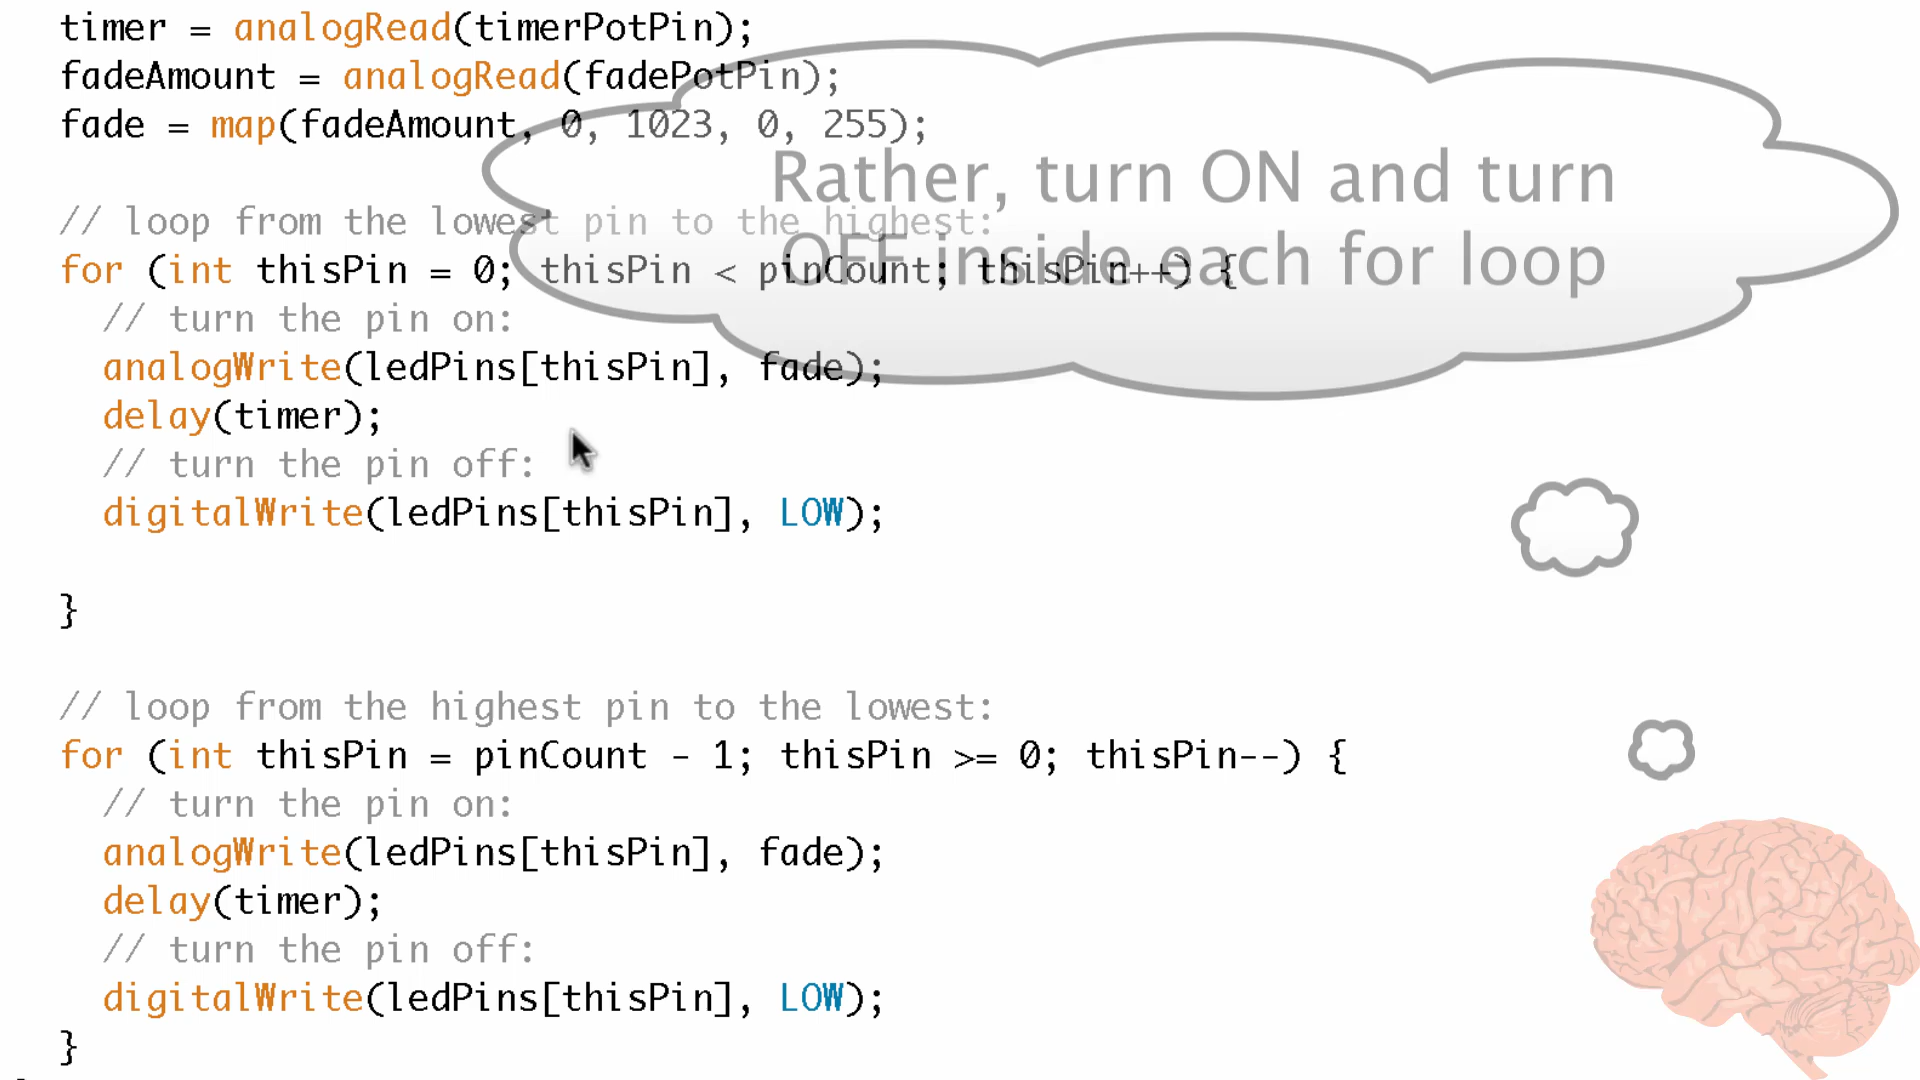 timer = analogRead(timerPotPin);
fadeAmount = analogRead(fadePotPin);
fade = map(fadeAmount, 0, 1023, 0, 255);
Rather, turn ON and turn
OFF inside each for loop
// loop from the lowest pin to the highest:
for (int thisPin = 0; thisPin < pinCount; thisPin++) {
// turn the pin on:
analogWrite(ledPins[thisPin], fade);
delay(timer);
// turn the pin off:
digitalWrite(ledPins[thisPin], LOW);
}
// loop from the highest pin to the lowest:
for (int thisPin = pinCount - 1; thisPin >= 0; thisPin--) {
// turn the pin on:
analogWrite(ledPins[thisPin], fade);
delay(timer);
// turn the pin off:
digitalWrite(ledPins[thisPin], LOW);
}